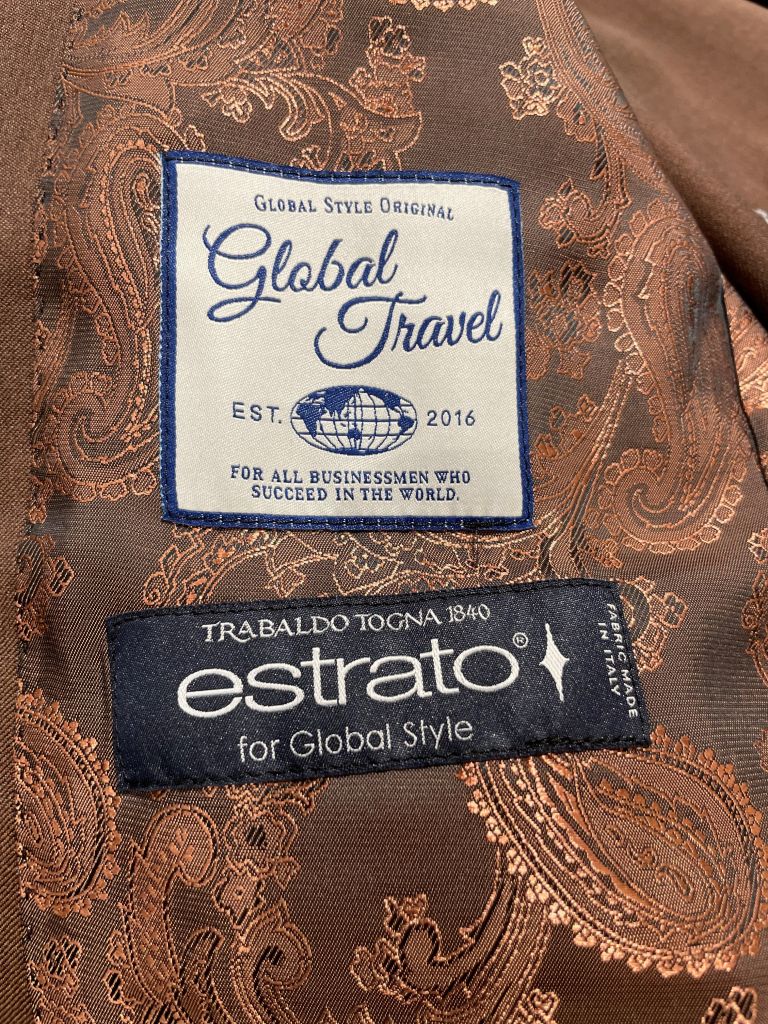 GLOBAL STYLE ORIGINAL
Global
Travel
EST. 2016
FOR ALL BUSINESSMEN WHO
SUCCEED IN THE WORLD.
TRABALDO TOGNA 1840
estrato®
for Global Style
FABRIC MADE
IN ITALY